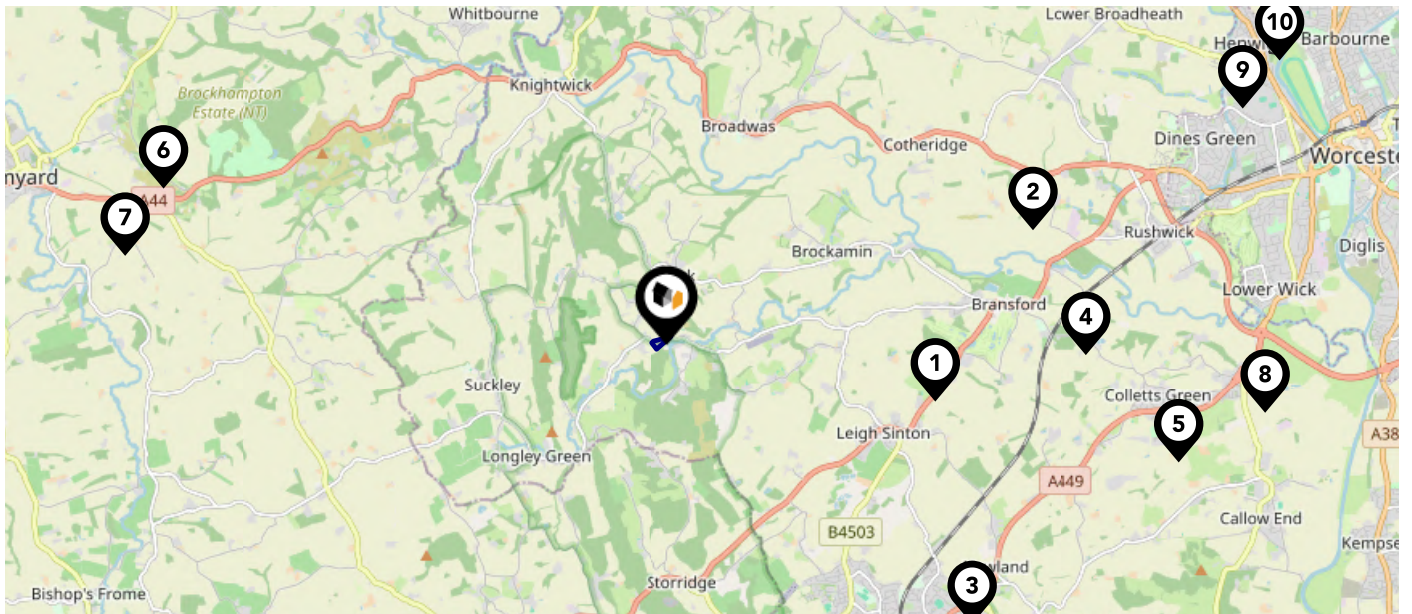 Whitbourne
Lower Broadheath
10
Barbourne
Henwi
9
Knightwick
Brockhampton
Estate (NT)
Broadwas
Cotheridge
Dines Green
6
Worceste
nyard
A44
2
7
Rushwick
Brockamin
Diglis
k
Lower Wick
Bransford
4
1
Suckley
8
Colletts Green
5
Leigh Sinton
A38
Longley Green
A449
Callow End
B4503
Kempse
wland
3
Storridge
Bishop's Frome